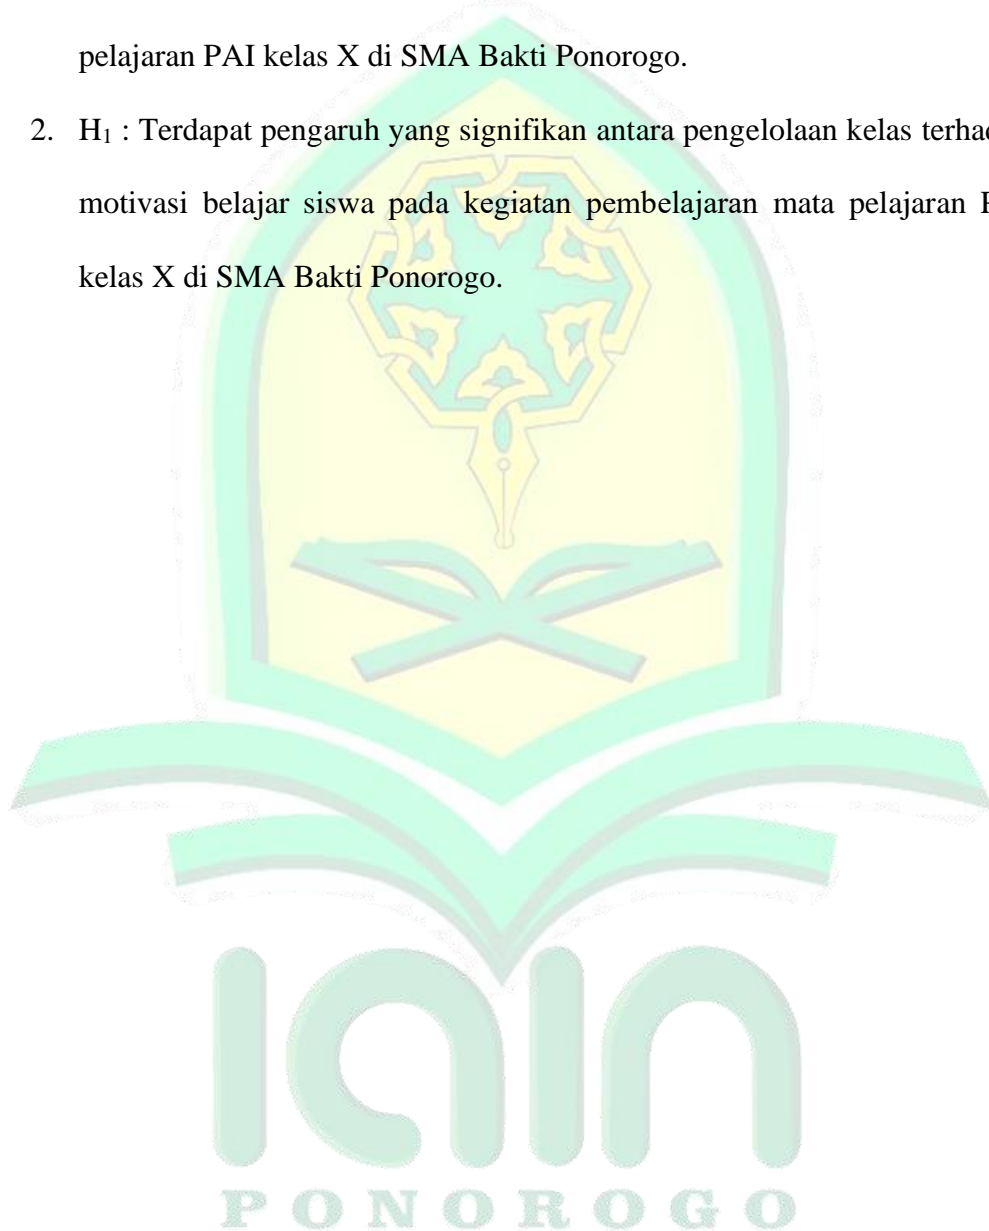 pelajaran PAI kelas X di SMA Bakti Ponorogo.
2. H₁ : Terdapat pengaruh yang signifikan antara pengelolaan kelas
motivasi belajar siswa pada kegiatan pembelajaran mata pelajaran
kelas X di SMA Bakti Ponorogo.
iain
PONOROGO